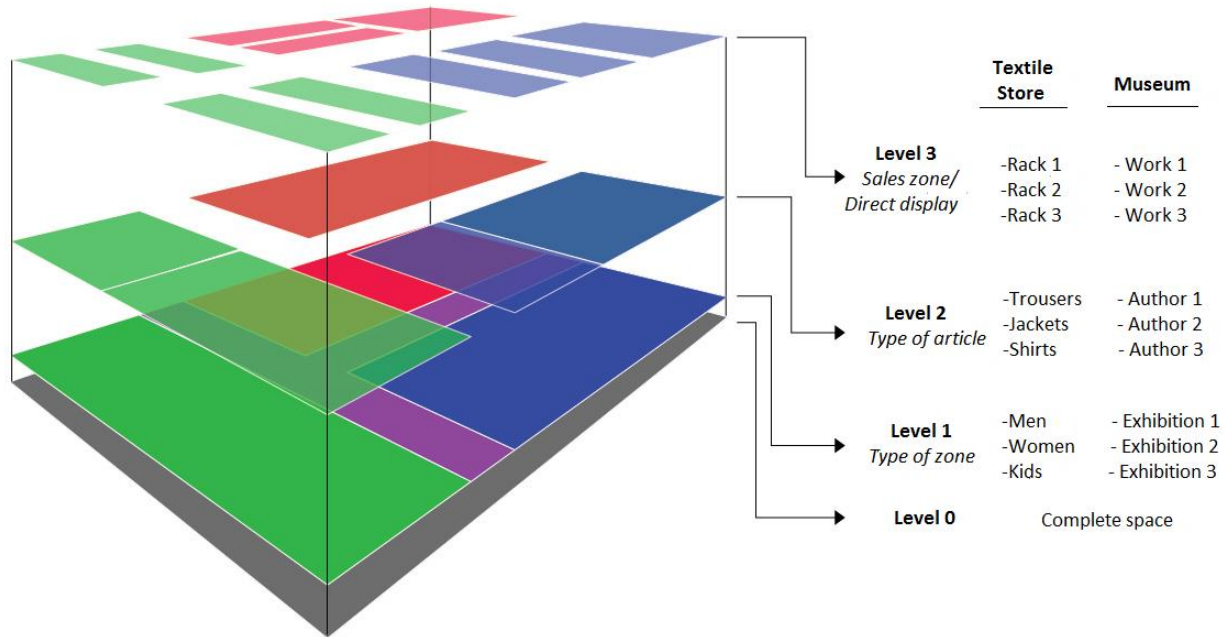 Textile
Store
Museum
Level 3
Sales zone/
Direct display
-Rack 1
-Rack 2
-Rack 3
- Work 1
- Work 2
- Work 3
Level 2
Type of article
-Trousers
-Jackets
-Shirts
- Author 1
- Author 2
- Author 3
Level 1
Type of zone
-Men
-Women
-Kids
- Exhibition 1
- Exhibition 2
- Exhibition 3
Level 0
Complete space